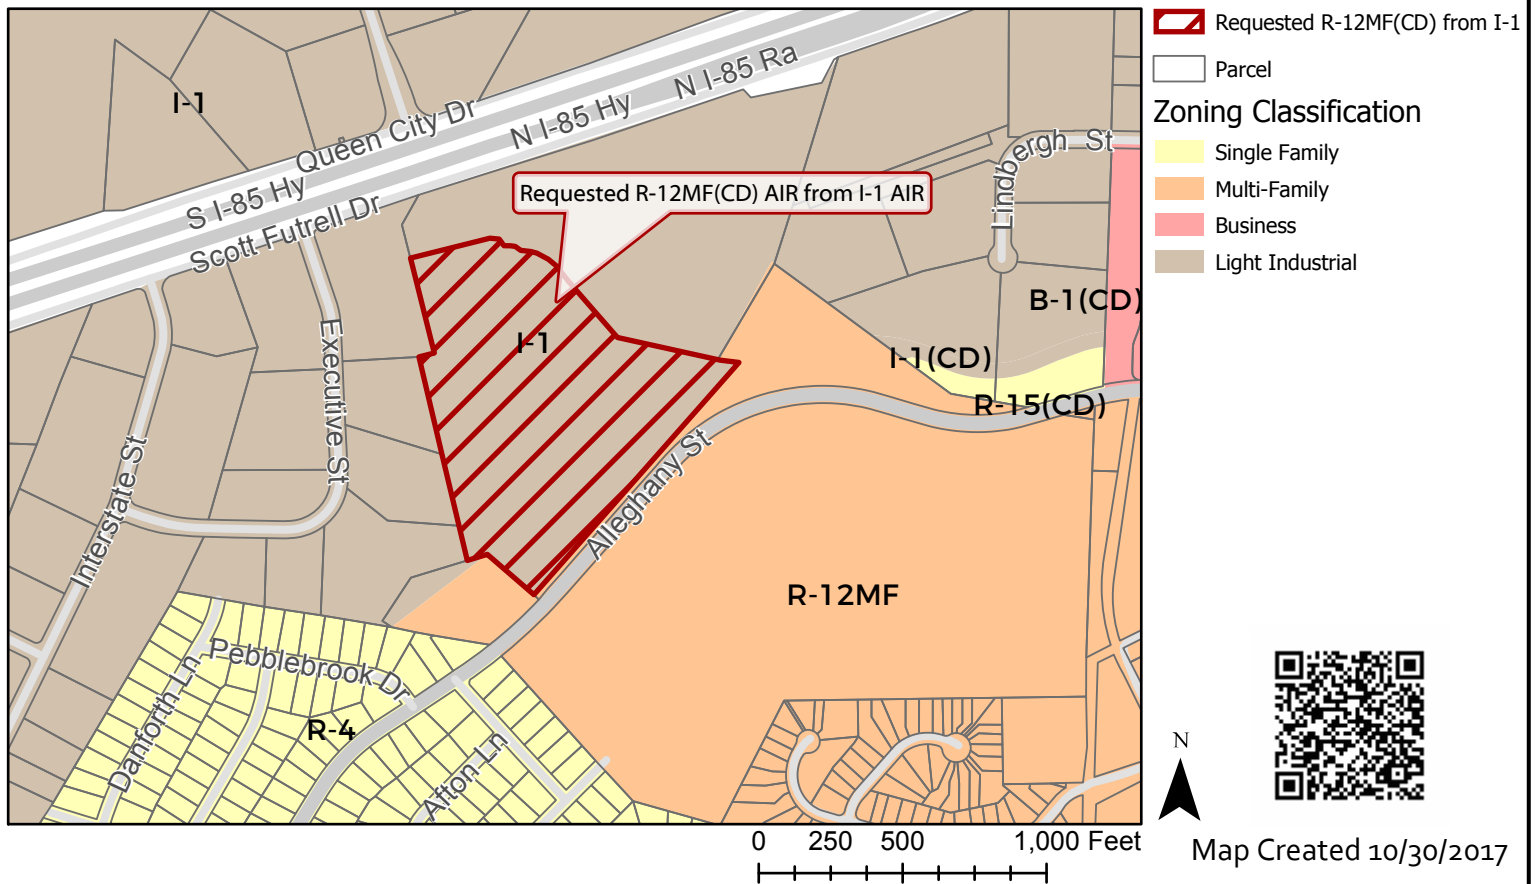 Requested R-12MF(CD) from I-1
Parcel
Zoning Classification
Single Family
Multi-Family
Business
Light Industrial
I-1
Queen City Dr
N I-85 Ra
N I-85 Hy
S I-85 Hy
Scott Futrell Dr
Lindbergh St
Requested R-12MF(CD) AIR from I-1 AIR
B-1(CD)
I-1
I-1(CD)
R-15(CD)
Executive St
Interstate St
Alleghany St
R-12MF
Pebblebrook Dr
Danforth Ln
R-4
Afton Ln
N
0 250 500 1,000 Feet
Map Created 10/30/2017